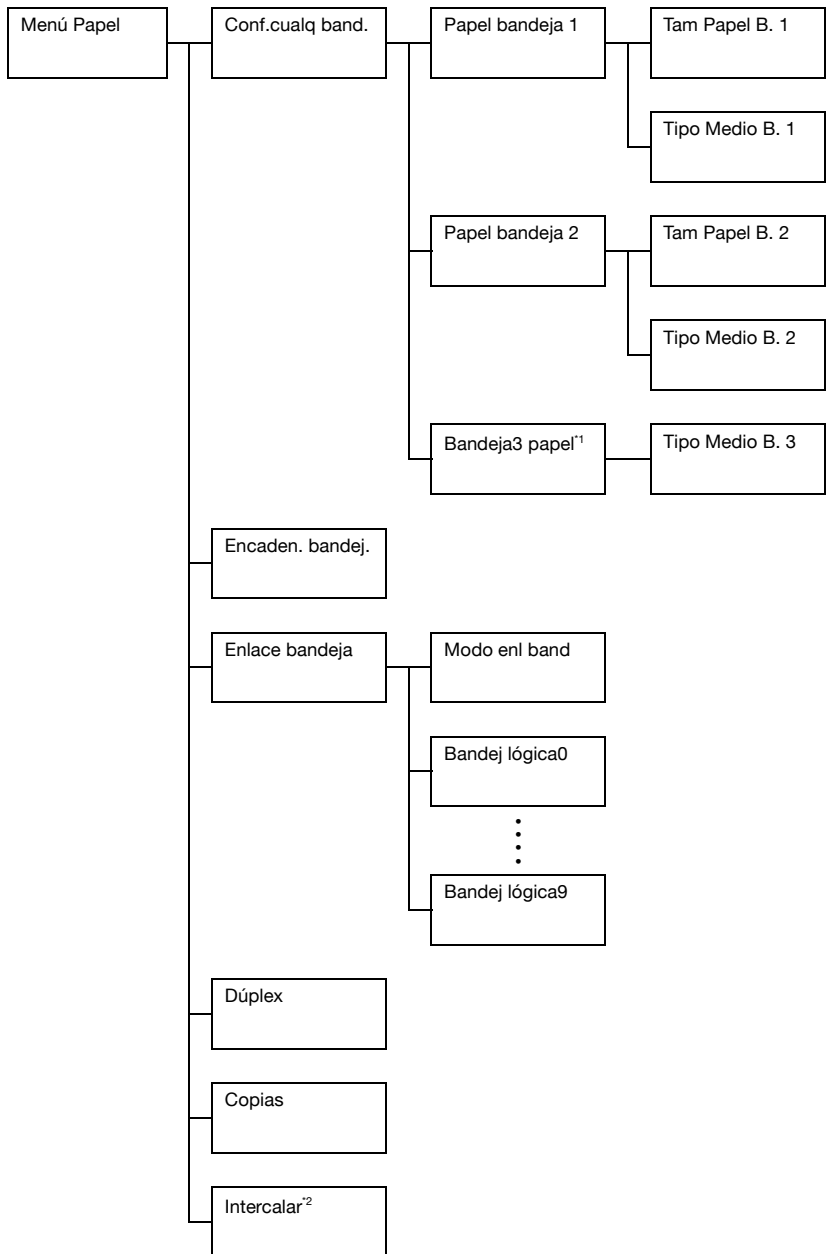 Menú Papel
Conf.cualq band.
Papel bandeja 1
Tam Papel B. 1
Tipo Medio B. 1
Papel bandeja 2
Tam Papel B. 2
Tipo Medio B. 2
Bandeja3 papel*1
Tipo Medio B. 3
Encaden. bandej.
Enlace bandeja
Modo enl band
Bandej lógica0
Bandej lógica9
Dúplex
Copias
Intercalar*2